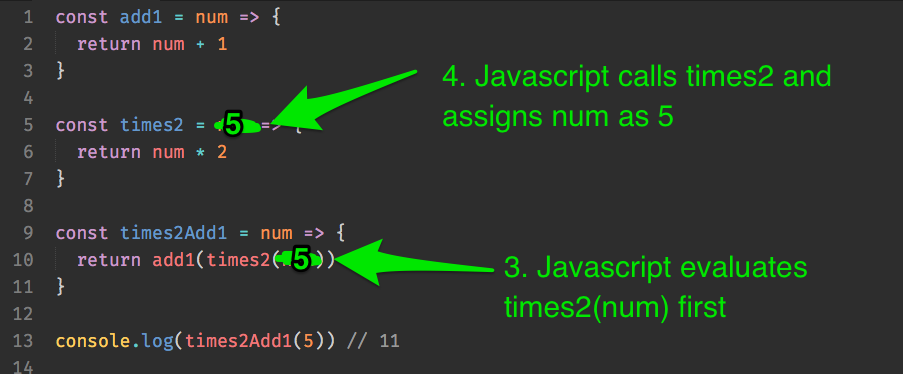 1 const add1 = num => {
2 return num + 1
3 }
4
4. Javascript calls times2 and
assigns num as 5
5 const times2 = 5 => {
6 return num * 2
7 }
8
9 const times2Add1 = num => {
10 return add1(times2(5))
3. Javascript evaluates
times2(num) first
11 }
12
13 console.log(times2Add1(5)) // 11
14